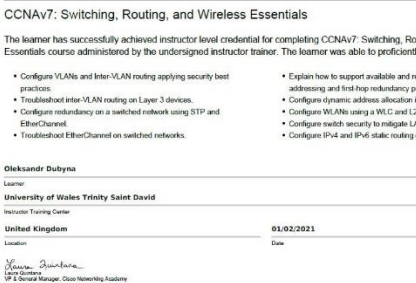 CCNAv7: Switching, Routing, and Wireless Essentials
The learner has successfully achieved instructor level credential for completing CCNAv7: Switching, Ro
Essentials course administered by the undersigned instructor trainer. The learner was able to proficient
• Configure VLANs and Inter-VLAN routing applying security best
practices.
• Troubleshoot inter-VLAN routing on Layer 3 devices.
• Configure redundancy on a switched network using STP and
EtherChannel.
• Troubleshoot EtherChannel on switched networks.
• Explain how to support available and re
addressing and first-hop redundancy p
• Configure dynamic address allocation i
• Configure WLANs using a WLC and L2
• Configure switch security to mitigate LA
• Configure IPv4 and IPv6 static routing
Oleksandr Dubyna
Learner
University of Wales Trinity Saint David
Instructor Training Center
United Kingdom
Location
01/02/2021
Date
Laura Quintana
Laura Quintana
VP & General Manager, Cisco Networking Academy